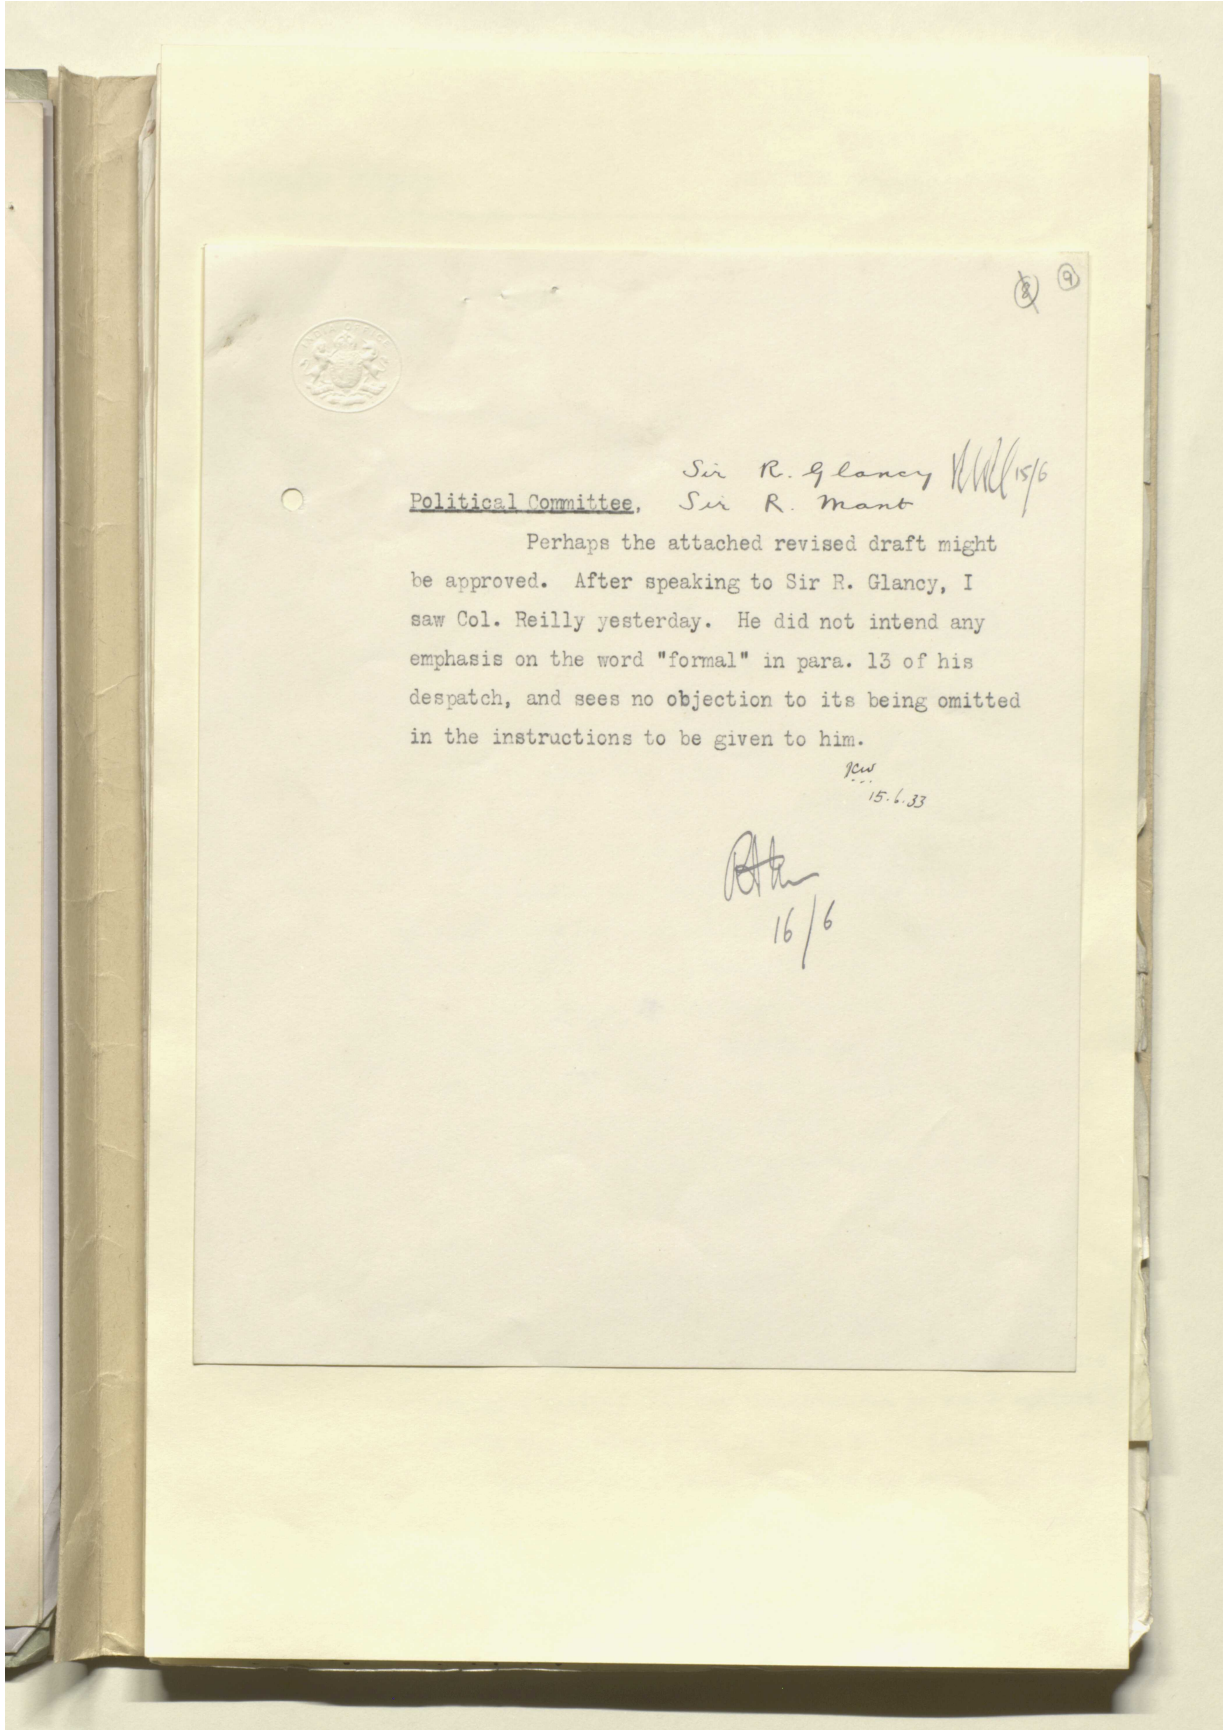 9
INDIA OFFICE
Sir R. Glancy 15/6
Political Committee, Sir R. Mant
Perhaps the attached revised draft might
be approved. After speaking to Sir R. Glancy, I
saw Col. Reilly yesterday. He did not intend any
emphasis on the word "formal" in para. 13 of his
despatch, and sees no objection to its being omitted
in the instructions to be given to him.
15.6.33
16/6